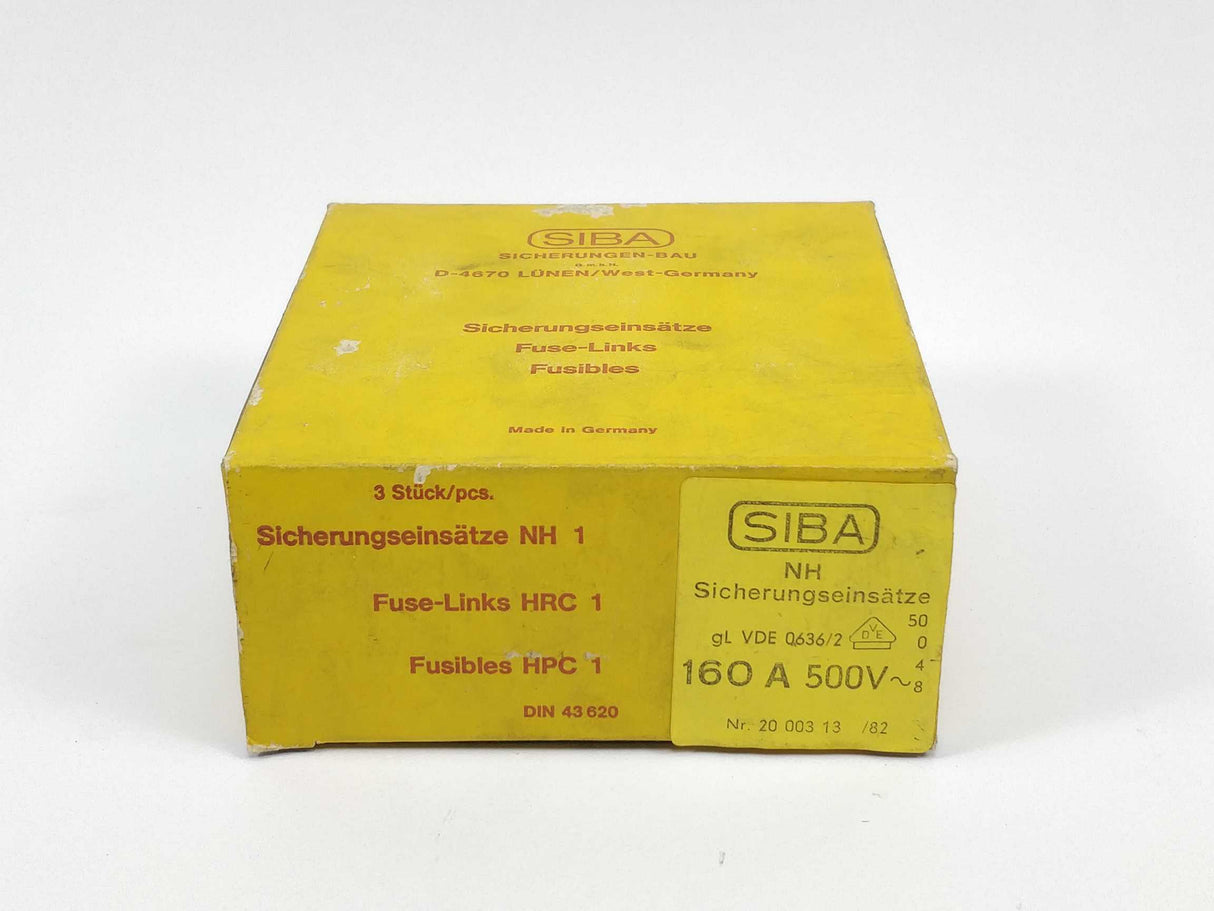 SIBA
SICHERUNGEN-BAU
G.m.b.H.
D-4670 LÜNEN/West-Germany
Sicherungseinsätze
Fuse-Links
Fusibles
Made in Germany
3 Stück/pcs.
Sicherungseinsätze NH 1
Fuse-Links HRC 1
Fusibles HPC 1
DIN 43 620
SIBA
NH
Sicherungseinsätze
gL VDE 0636/2 VDE 50
0
160 A 500V~ 4
8
Nr. 20 003 13 /82